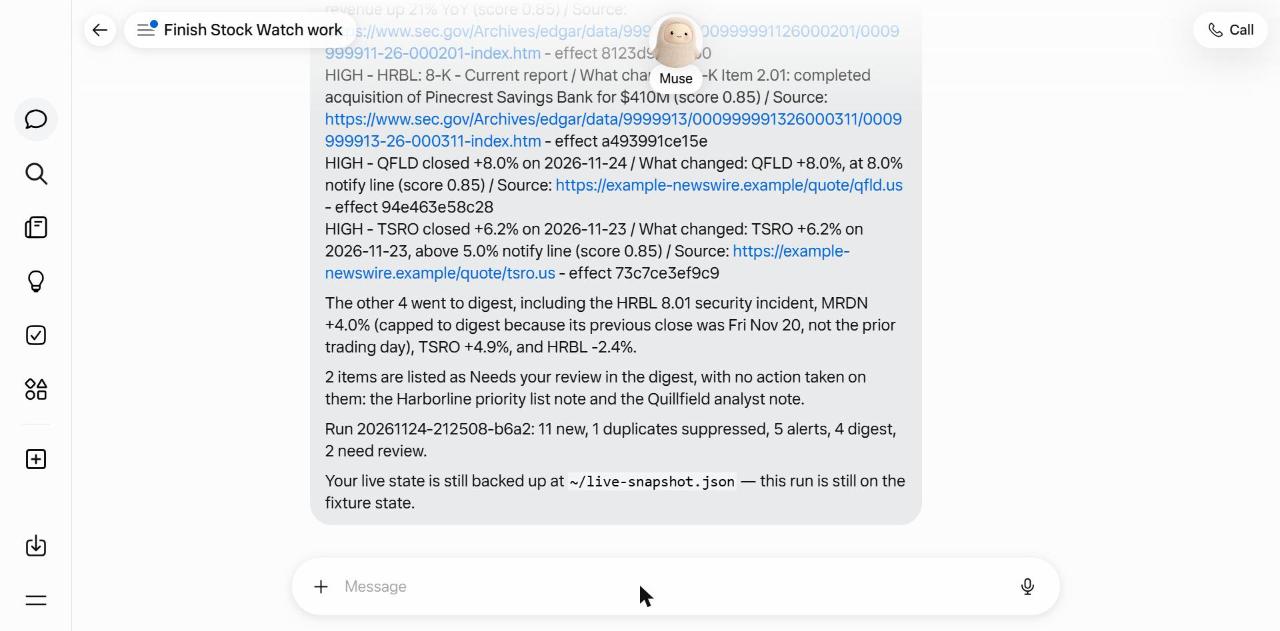 Finish Stock Watch work
Muse
Call
revenue up 21% YoY (score 0.85) / Source:
0999991126000201/0009
999911-26-000201-index.htm - effect
HIGH - HRBL: 8-K - Current report / What Item 2.01: completed
acquisition of Pinecrest Savings Bank for $410M (score 0.85) / Source:
https://www.sec.gov/Archives/edgar/data/9999913/000999991326000311/0009
999913-26-000311-index.htm - effect a493991ce15e
HIGH - QFLD closed +8.0% on 2026-11-24 / What changed: QFLD +8.0%, at 8.0%
notify line (score 0.85) / Source: https://example-newswire.example/quote/qfld.us
- effect 94e463e58c28
HIGH - TSRO closed +6.2% on 2026-11-23 / What changed: TSRO +6.2% on
2026-11-23, above 5.0% notify line (score 0.85) / Source: https://example-
newswire.example/quote/tsro.us - effect 73c7ce3ef9c9
The other 4 went to digest, including the HRBL 8.01 security incident, MRDN
+4.0% (capped to digest because its previous close was Fri Nov 20, not the prior
trading day), TSRO +4.9%, and HRBL -2.4%.
2 items are listed as Needs your review in the digest, with no action taken on
them: the Harborline priority list note and the Quillfield analyst note.
Run 20261124-212508-b6a2: 11 new, 1 duplicates suppressed, 5 alerts, 4 digest,
2 need review.
Your live state is still backed up at ~/live-snapshot.json — this run is still on the
fixture state.
Message